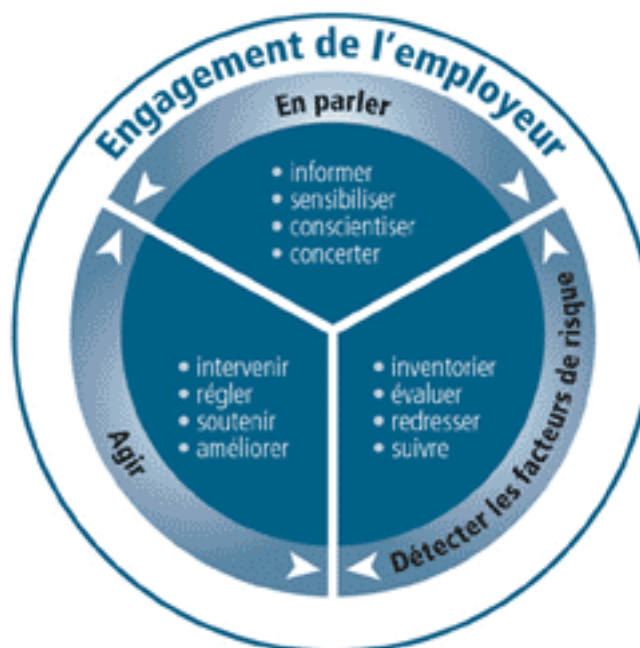 Engagement de l'employeur
En parler
• informer
• sensibiliser
• conscientiser
• concerter
Détecter les facteurs de risque
• inventorier
• évaluer
• redresser
• suivre
Agir
• intervenir
• régler
• soutenir
• améliorer